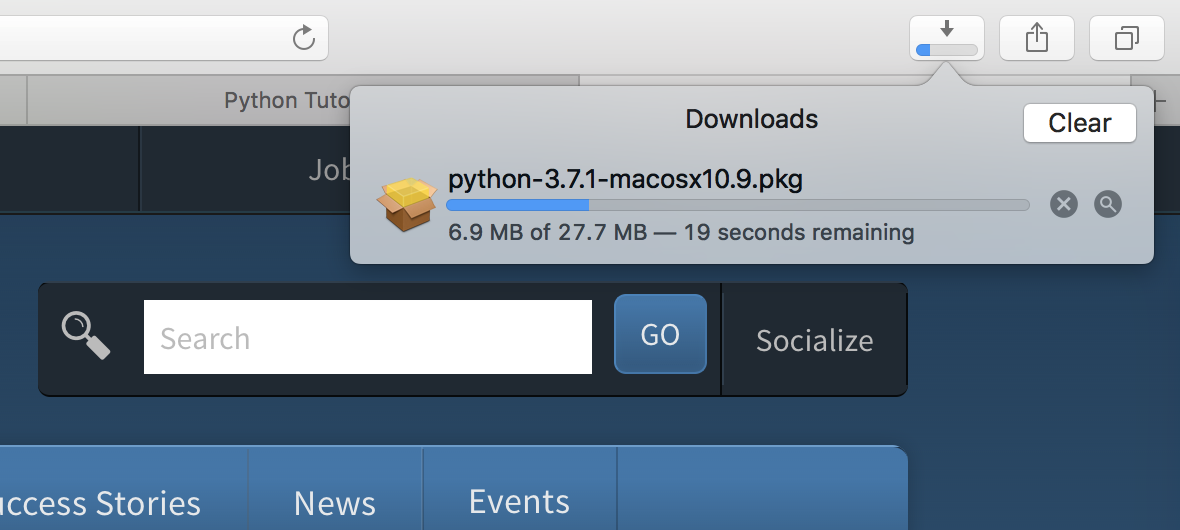 Python Tuto
Downloads
Clear
Job
python-3.7.1-macosx10.9.pkg
6.9 MB of 27.7 MB — 19 seconds remaining
Search
GO
Socialize
uccess Stories
News
Events